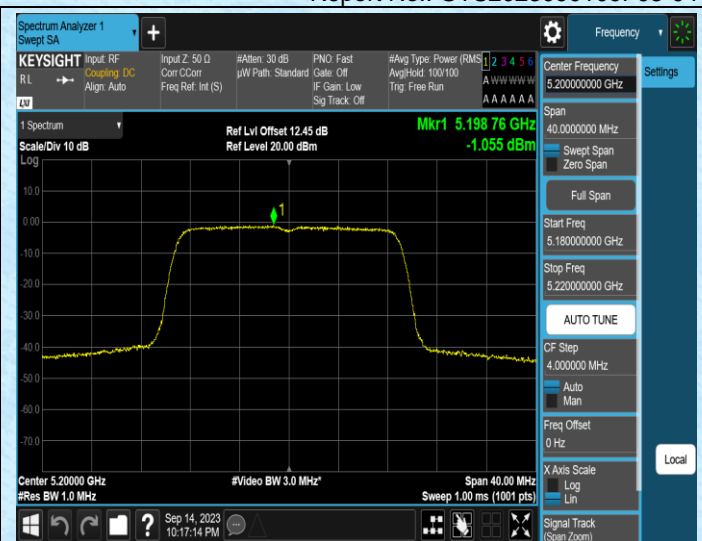 Spectrum Analyzer 1
Swept SA
+
Frequency
KEYSIGHT
RL
Input: RF
Coupling: DC
Align: Auto
Input Z: 50 Ω
Corr CCorr
Freq Ref: Int (S)
#Atten: 30 dB
µW Path: Standard
PNO: Fast
Gate: Off
IF Gain: Low
Sig Track: Off
#Avg Type: Power (RMS
Avg|Hold: 100/100
Trig: Free Run
1 2 3 4 5 6
A W W W W W
A A A A A A
LXI
1 Spectrum
Scale/Div 10 dB
Ref Lvl Offset 12.45 dB
Ref Level 20.00 dBm
Mkr1 5.198 76 GHz
-1.055 dBm
Log
10.0
0.00
-10.0
-20.0
-30.0
-40.0
-50.0
-60.0
-70.0
1
Center 5.20000 GHz
#Res BW 1.0 MHz
#Video BW 3.0 MHz*
Span 40.00 MHz
Sweep 1.00 ms (1001 pts)
Sep 14, 2023
10:17:14 PM
?
Center Frequency
5.200000000 GHz
Span
40.0000000 MHz
Swept Span
Zero Span
Full Span
Start Freq
5.180000000 GHz
Stop Freq
5.220000000 GHz
AUTO TUNE
CF Step
4.000000 MHz
Auto
Man
Freq Offset
0 Hz
X Axis Scale
Log
Lin
Signal Track
(Span Zoom)
Settings
Local